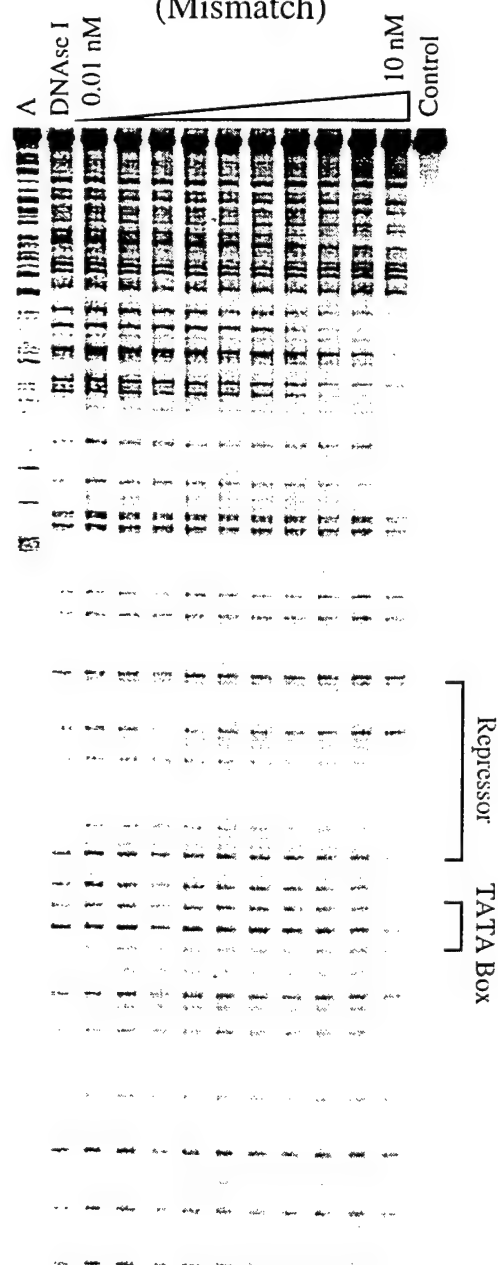 (Mismatch)
A
DNAse I
0.01 nM
10 nM
Control
Repressor
TATA Box